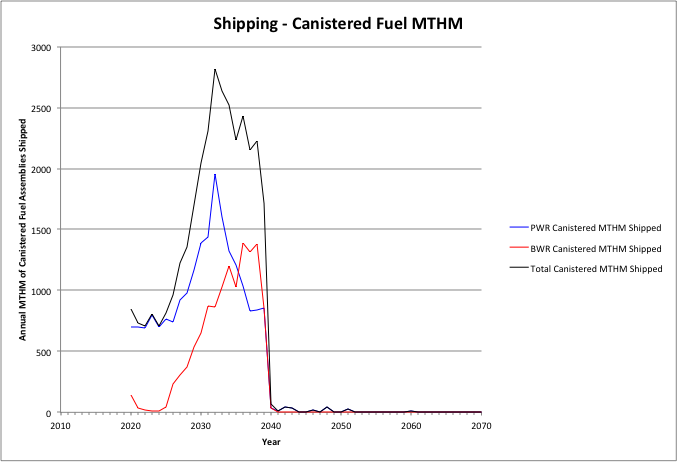 Shipping - Canistered Fuel MTHM
Annual MTHM of Canistered Fuel Assemblies Shipped
3000
2500
2000
1500
1000
500
0
2010
2020
2030
2040
2050
2060
2070
Year
PWR Canistered MTHM Shipped
BWR Canistered MTHM Shipped
Total Canistered MTHM Shipped